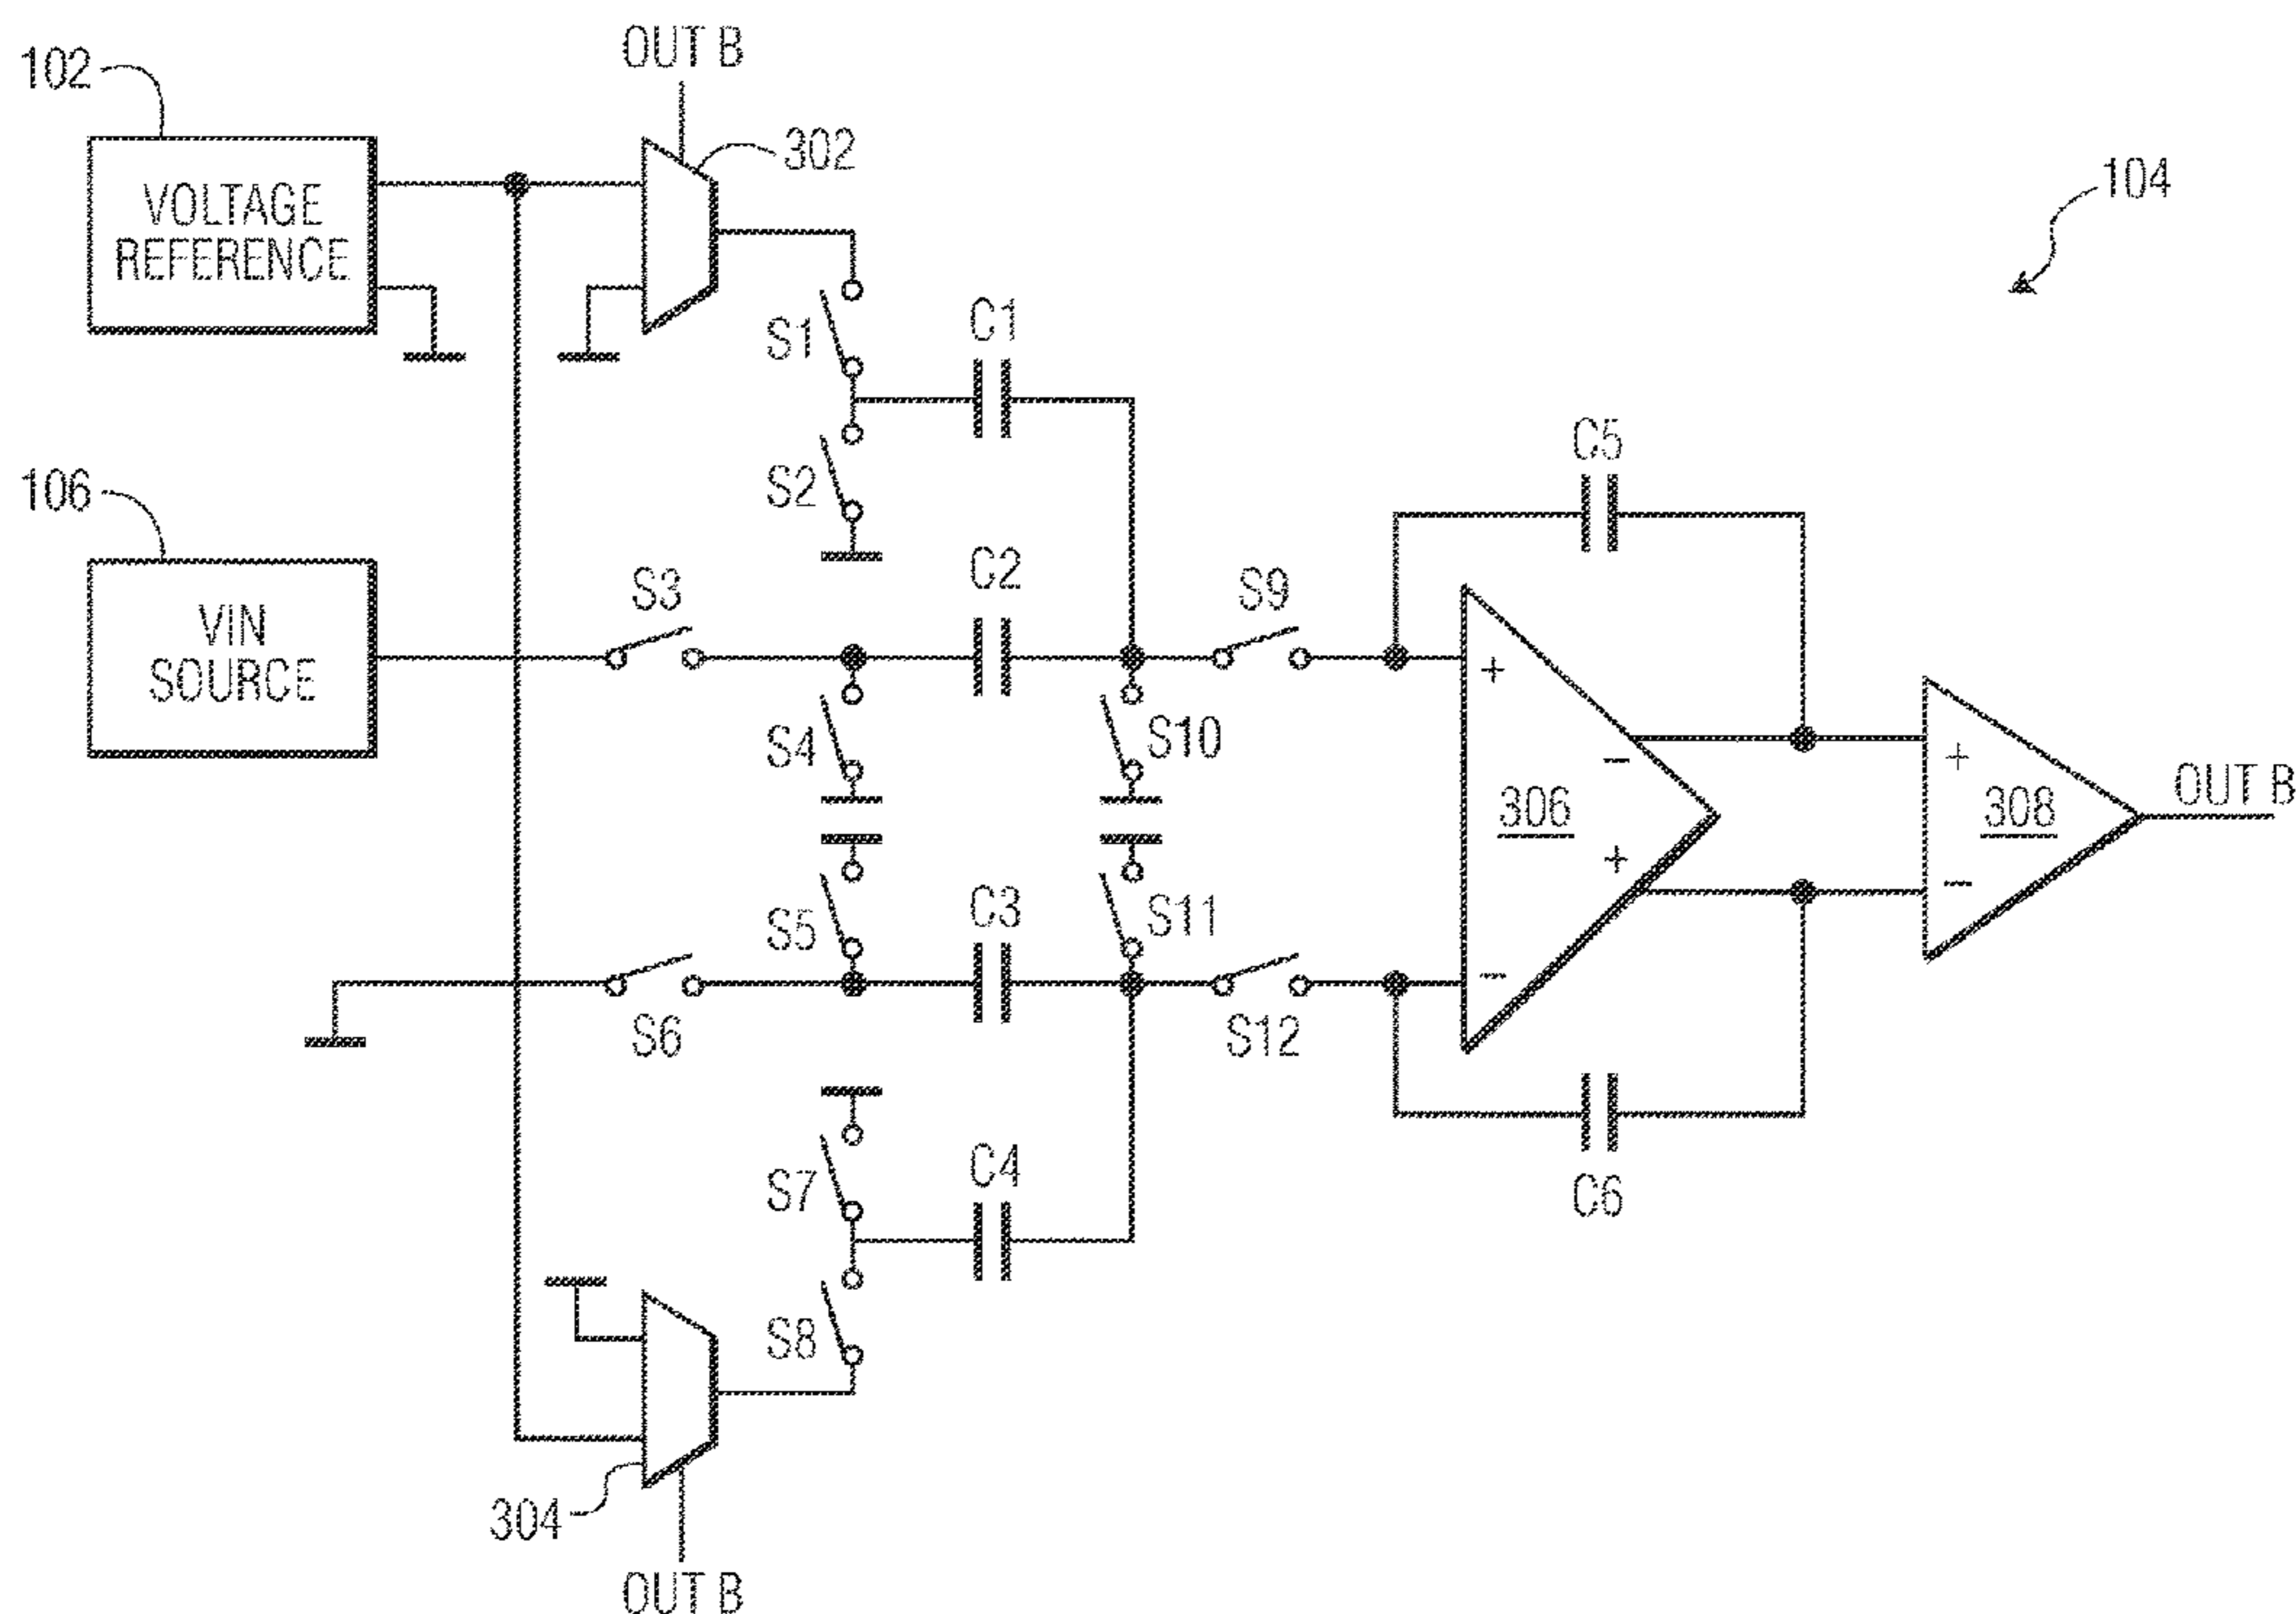 OUT B
102
302
104
VOLTAGE
REFERENCE
S1
C1
S2
C5
106
C2
S3
S9
VIN
SOURCE
+
S4
S10
−
+
306
308
OUT B
+
S5
C3
S11
−
−
S6
S12
S7
C4
C6
S8
304
OUT B